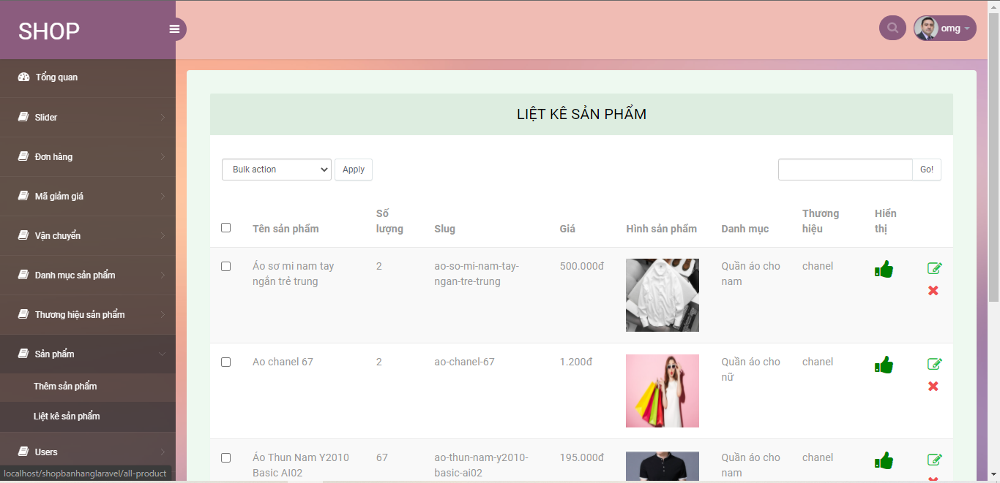 SHOP
omg
Tổng quan
Slider
Đơn hàng
Mã giảm giá
Vận chuyển
Danh mục sản phẩm
Thương hiệu sản phẩm
Sản phẩm
Thêm sản phẩm
Liệt kê sản phẩm
Users
localhost/shopbanhanglaravel/all-product
LIỆT KÊ SẢN PHẨM
Bulk action
Apply
Go!
Tên sản phẩm
Số
lượng
Slug
Giá
Hình sản phẩm
Danh mục
Thương
hiệu
Hiển
thị
Áo sơ mi nam tay
ngắn trẻ trung
2
ao-so-mi-nam-tay-
ngan-tre-trung
500.000đ
Quần áo cho
nam
chanel
Ao chanel 67
2
ao-chanel-67
1.200đ
Quần áo cho
nữ
chanel
Áo Thun Nam Y2010
Basic AI02
67
ao-thun-nam-y2010-
basic-ai02
195.000đ
Quần áo cho
nam
chanel